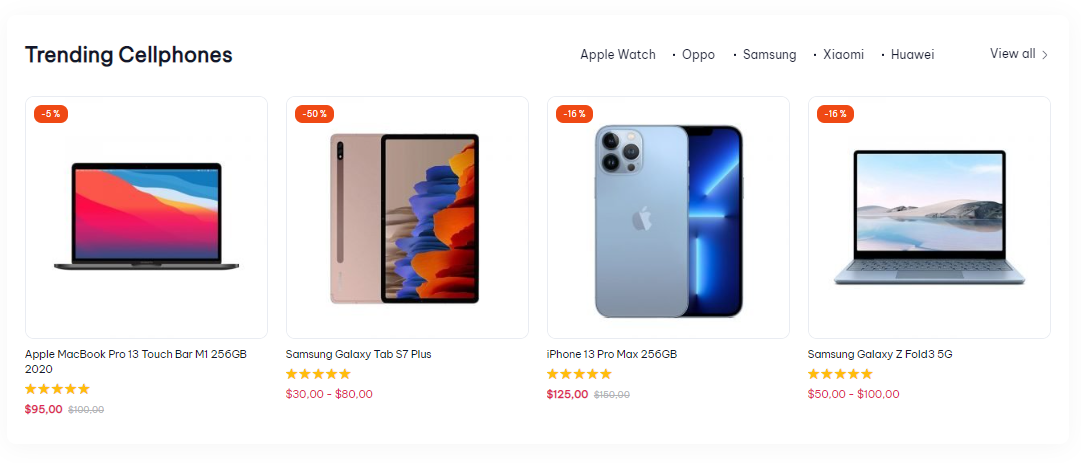 Trending Cellphones
Apple Watch • Oppo • Samsung • Xiaomi • Huawei
View all >
-5%
-50%
-16%
-16%
Apple MacBook Pro 13 Touch Bar M1 256GB
2020
$95,00 $100,00
Samsung Galaxy Tab S7 Plus
$30,00 - $80,00
iPhone 13 Pro Max 256GB
$125,00 $150,00
Samsung Galaxy Z Fold3 5G
$50,00 - $100,00